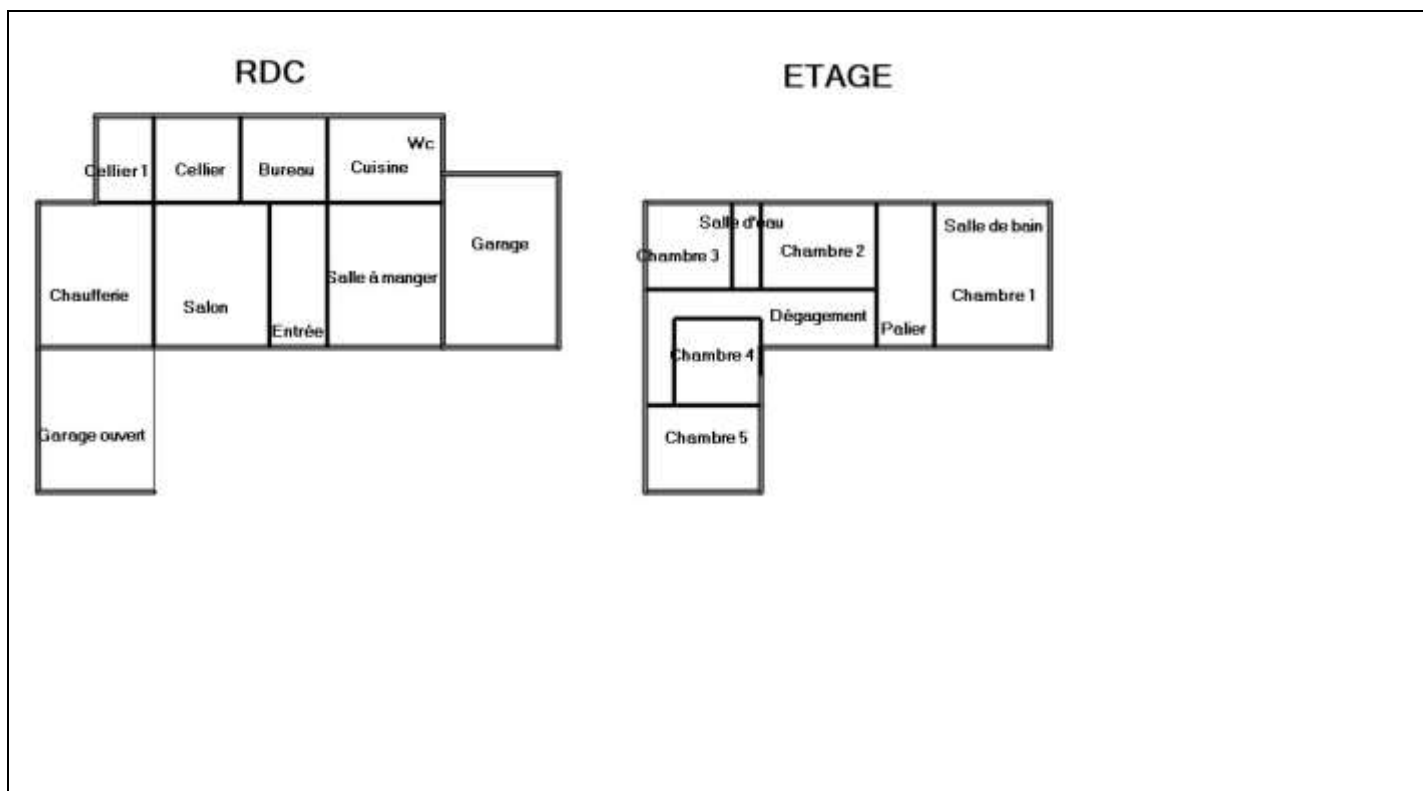 RDC
ETAGE
Wc
Cellier 1
Cellier
Bureau
Cuisine
Garage
Salle à manger
Chaufferie
Salon
Entrée
Garage ouvert
Salle d'eau
Salle de bain
Chambre 3
Chambre 2
Chambre 1
Dégagement
Palier
Chambre 4
Chambre 5